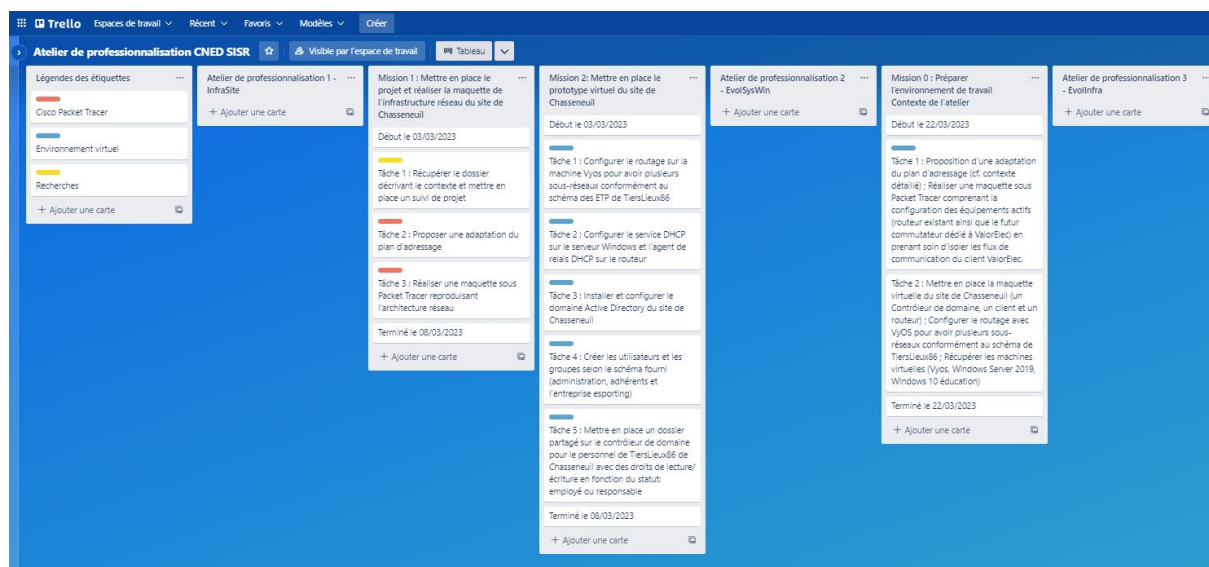 Trello Espaces de travail Récent Favoris Modèles Créer
Atelier de professionnalisation CNED SISR Visible par l'espace de travail Tableau
Légendes des étiquettes
Cisco Packet Tracer
Environnement virtuel
Recherches
+ Ajouter une carte
Atelier de professionnalisation 1 -
InfraSite
+ Ajouter une carte
Mission 1 : Mettre en place le
projet et réaliser la maquette de
l'infrastructure réseau du site de
Chasseneuil
Début le 03/03/2023
Tâche 1 : Récupérer le dossier
décrivant le contexte et mettre en
place un suivi de projet
Tâche 2 : Proposer une adaptation du
plan d'adressage
Tâche 3 : Réaliser une maquette sous
Packet Tracer reproduisant
l'architecture réseau
Terminé le 08/03/2023
+ Ajouter une carte
Mission 2: Mettre en place le
prototype virtuel du site de
Chasseneuil
Début le 03/03/2023
Tâche 1 : Configurer le routage sur la
machine Vyos pour avoir plusieurs
sous-réseaux conformément au
schéma des ETP de TiersLieux86
Tâche 2 : Configurer le service DHCP
sur le serveur Windows et l'agent de
relais DHCP sur le routeur
Tâche 3 : Installer et configurer le
domaine Active Directory du site de
Chasseneuil
Tâche 4 : Créer les utilisateurs et les
groupes selon le schéma fourni
(administration, adhérents et
l'entreprise esporting)
Tâche 5 : Mettre en place un dossier
partagé sur le contrôleur de domaine
pour le personnel de TiersLieux86 de
Chasseneuil avec des droits de lecture/
écriture en fonction du statut:
employé ou responsable
Terminé le 08/03/2023
+ Ajouter une carte
Atelier de professionnalisation 2
- EvolSysWin
+ Ajouter une carte
Mission 0 : Préparer
l'environnement de travail
Contexte de l'atelier
Début le 22/03/2023
Tâche 1 : Proposition d'une adaptation
du plan d'adressage (cf. contexte
détaillé) ; Réaliser une maquette sous
Packet Tracer comprenant la
configuration des équipements actifs
(routeur existant ainsi que le futur
commutateur dédié à ValorElec) en
prenant soin d'isoler les flux de
communication du client ValorElec.
Tâche 2 : Mettre en place la maquette
virtuelle du site de Chasseneuil (un
Contrôleur de domaine, un client et un
routeur) ; Configurer le routage avec
VyOS pour avoir plusieurs sous-
réseaux conformément au schéma de
TiersLieux86 ; Récupérer les machines
virtuelles (Vyos, Windows Server 2019,
Windows 10 éducation)
Terminé le 22/03/2023
+ Ajouter une carte
Atelier de professionnalisation 3
- EvolInfra
+ Ajouter une carte